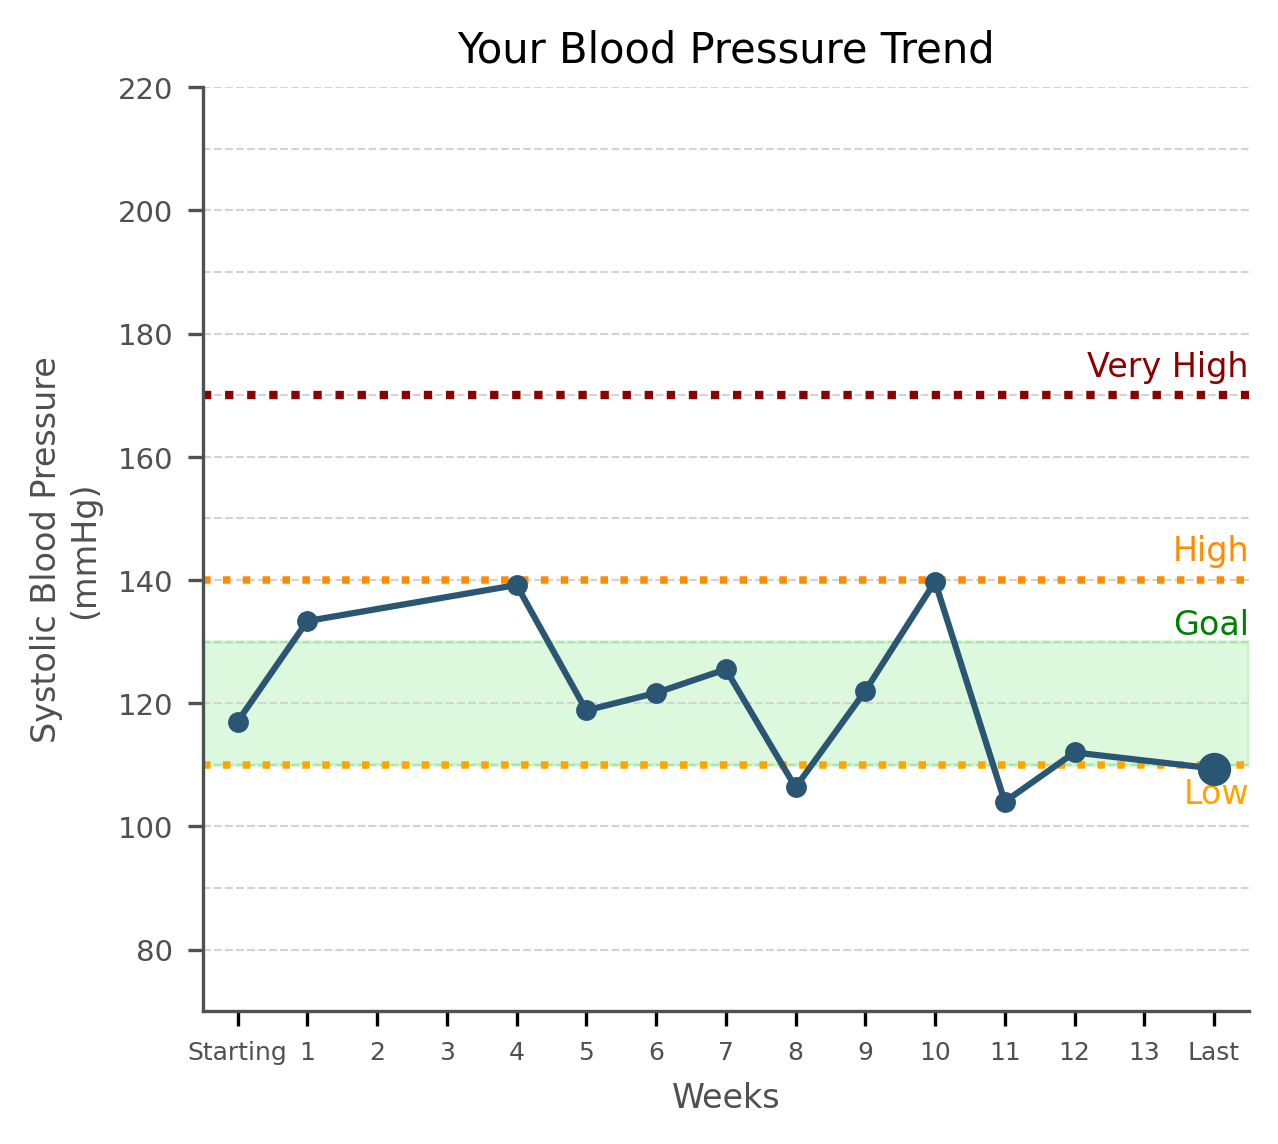 Your Blood Pressure Trend
220
200
180
160
140
120
100
80
Systolic Blood Pressure
(mmHg)
Very High
High
Goal
Low
Starting 1 2 3 4 5 6 7 8 9 10 11 12 13 Last
Weeks